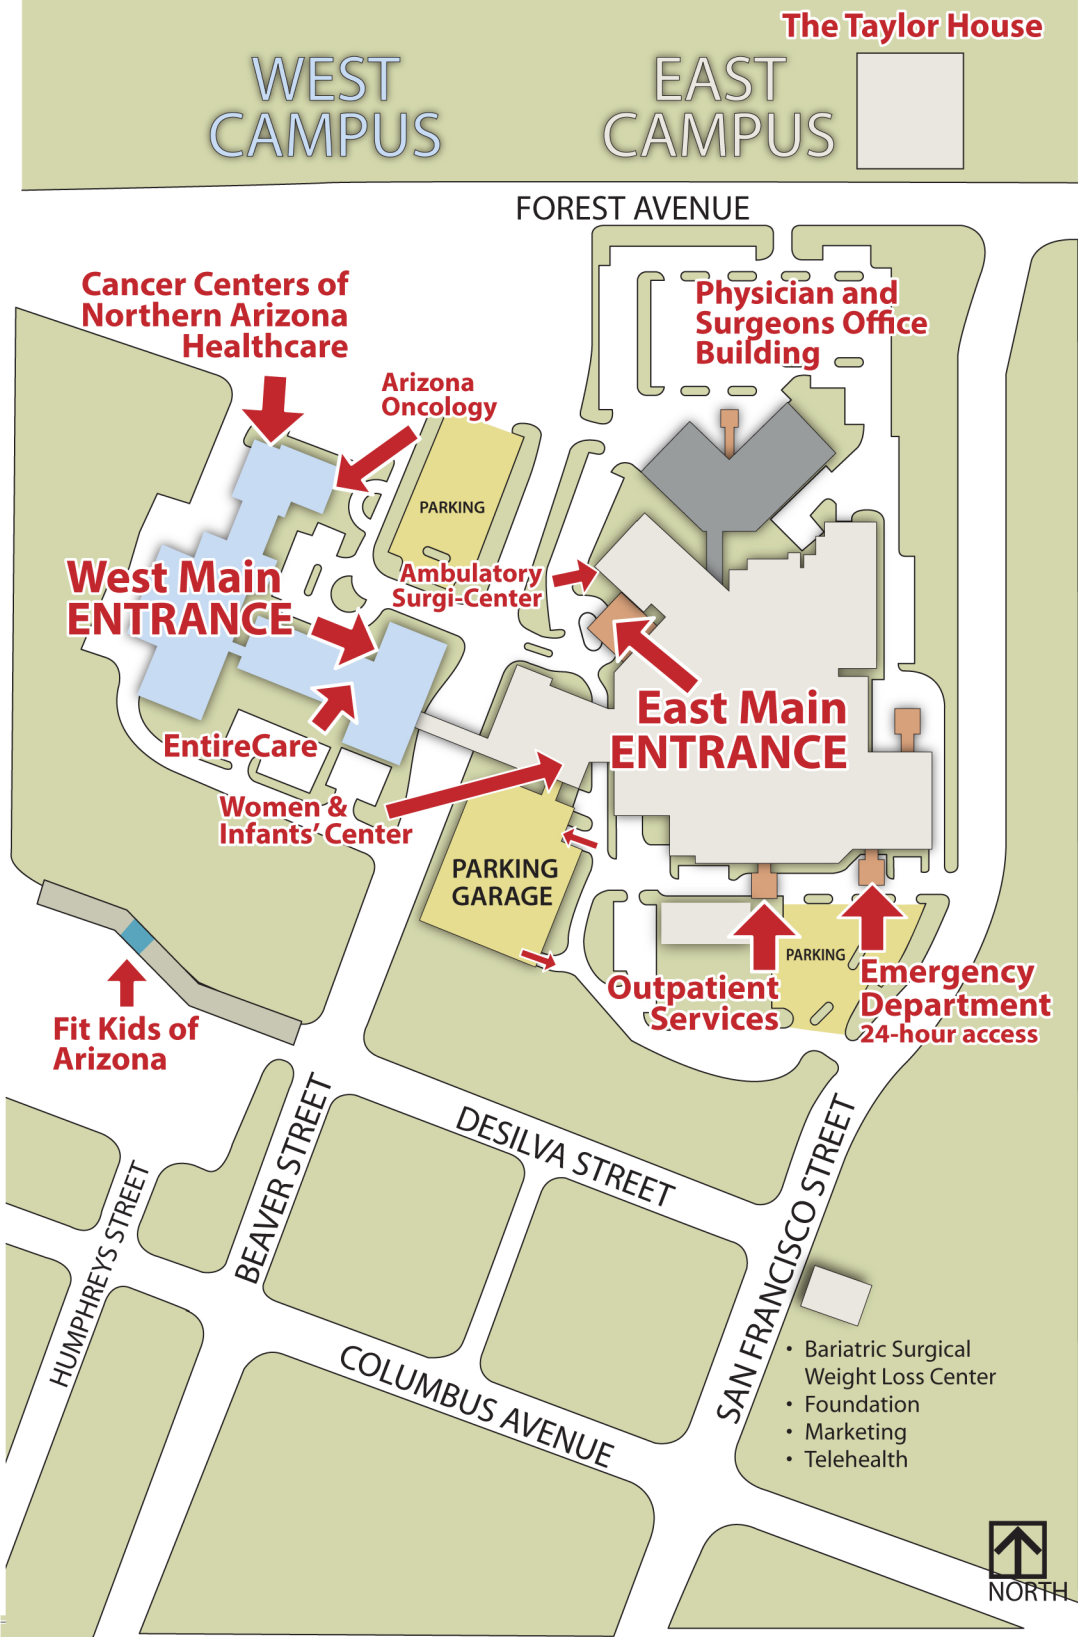 The Taylor House
WEST
CAMPUS
EAST
CAMPUS
FOREST AVENUE
Cancer Centers of
Northern Arizona
Healthcare
Physician and
Surgeons Office
Building
Arizona
Oncology
PARKING
Ambulatory
Surgi-Center
West Main
ENTRANCE
East Main
ENTRANCE
EntireCare
Women &
Infants' Center
PARKING
GARAGE
PARKING
Outpatient
Services
Emergency
Department
24-hour access
Fit Kids of
Arizona
DESILVA STREET
BEAVER STREET
HUMPHREYS STREET
SAN FRANCISCO STREET
COLUMBUS AVENUE
• Bariatric Surgical
Weight Loss Center
• Foundation
• Marketing
• Telehealth
NORTH